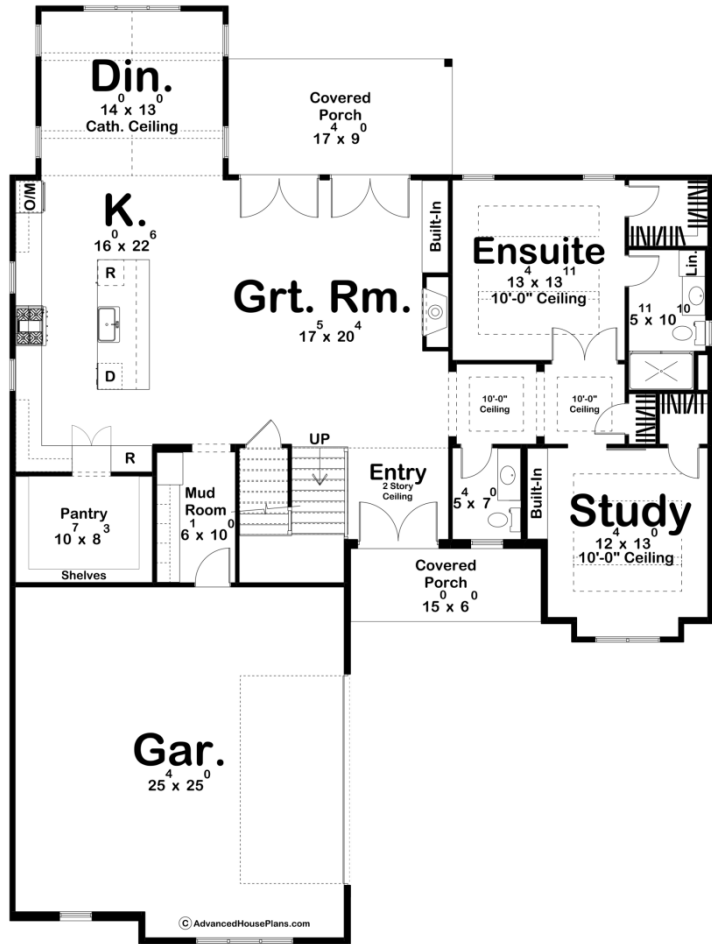 Din.
14⁰ x 13⁰
Cath. Ceiling
Covered
Porch
17⁴ x 9⁰
O/M
K.
16⁰ x 22⁶
R
D
R
Grt. Rm.
17⁵ x 20⁴
Built-In
Ensuite
13⁴ x 13¹¹
10'-0" Ceiling
Lin.
5¹¹ x 10¹⁰
10'-0"
Ceiling
10'-0"
Ceiling
UP
Entry
2 Story
Ceiling
Mud
Room
6¹ x 10⁰
Pantry
10⁷ x 8³
Shelves
5⁴ x 7⁰
Built-In
Study
12⁴ x 13⁰
10'-0" Ceiling
Covered
Porch
15⁰ x 6⁰
Gar.
25⁴ x 25⁰
© AdvancedHousePlans.com